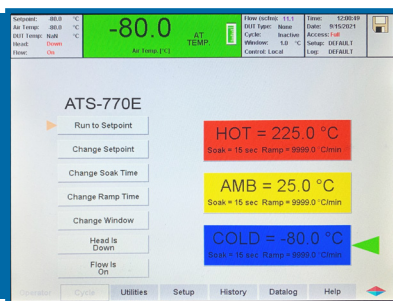 Setpoint: -80.0 °C
Air Temp: -80.0 °C
DUT Temp: NaN °C
Head: Down
Flow: On
-80.0 AT TEMP.
Air Temp. [°C]
Flow (scfm): 11.1
DUT Type: None
Cycle: Inactive
Window: 1.0 °C
Control: Local
Time: 12:08:49
Date: 9/15/2021
Access: Full
Setup: DEFAULT
Log: DEFAULT
ATS-770E
Run to Setpoint
Change Setpoint
Change Soak Time
Change Ramp Time
Change Window
Head Is
Down
Flow Is
On
HOT = 225.0 °C
Soak = 15 sec Ramp = 9999.0 °C/min
AMB = 25.0 °C
Soak = 15 sec Ramp = 9999.0 °C/min
COLD = -80.0 °C
Soak = 15 sec Ramp = 9999.0 °C/min
Operator Cycle Utilities Setup History Datalog Help